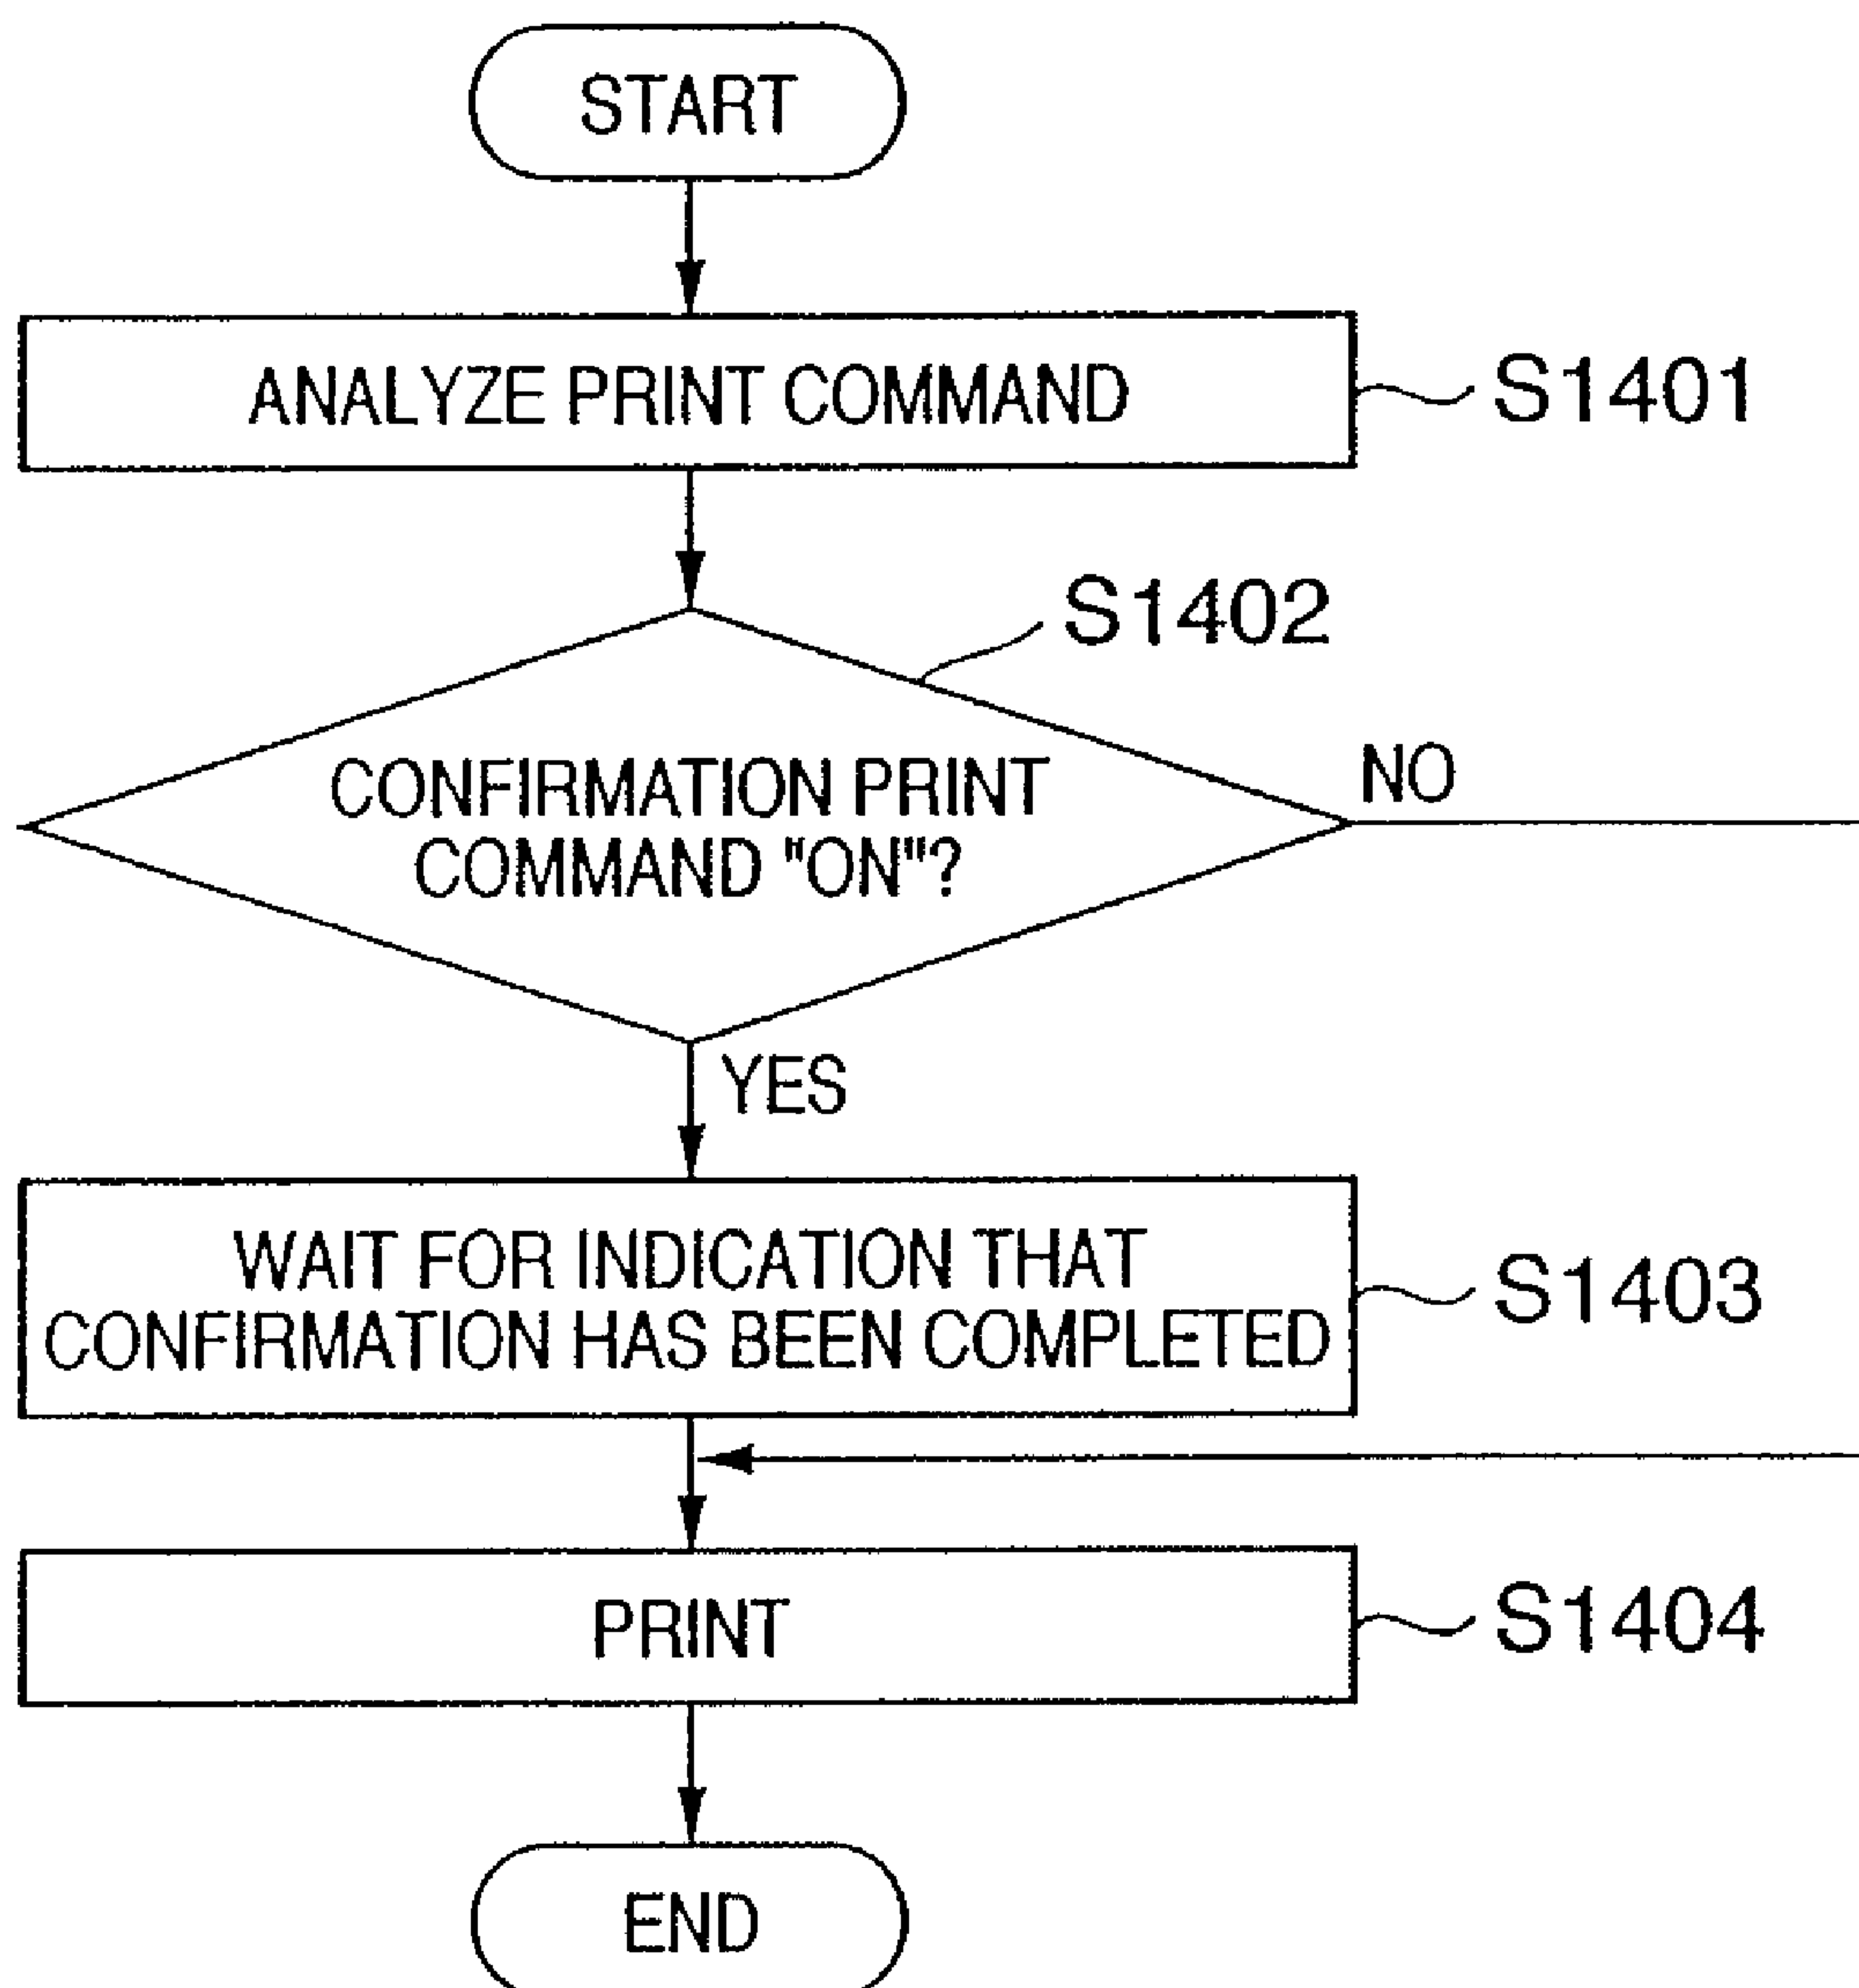 START
ANALYZE PRINT COMMAND
S1401
S1402
CONFIRMATION PRINT
COMMAND "ON"?
NO
YES
WAIT FOR INDICATION THAT
CONFIRMATION HAS BEEN COMPLETED
S1403
PRINT
S1404
END